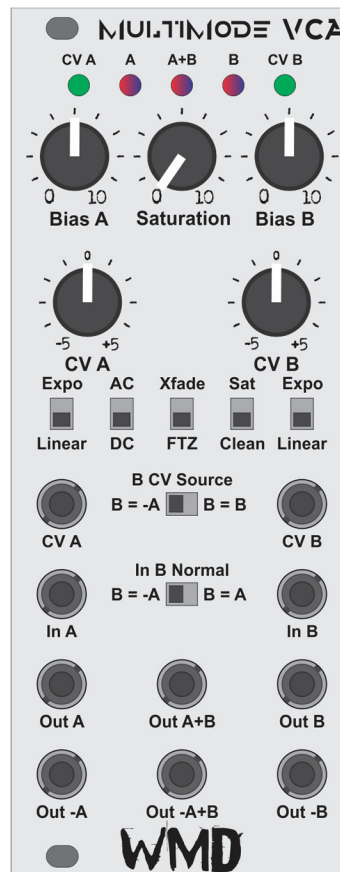 MULTIMODE VCA
CV A A A+B B CV B
0 10 0 10 0 10
Bias A Saturation Bias B
0 0
-5 +5 -5 +5
CV A CV B
Expo AC Xfade Sat Expo
Linear DC FTZ Clean Linear
B CV Source
B = -A B = B
CV A CV B
In B Normal
B = -A B = A
In A In B
Out A Out A+B Out B
Out -A Out -A+B Out -B
WMD